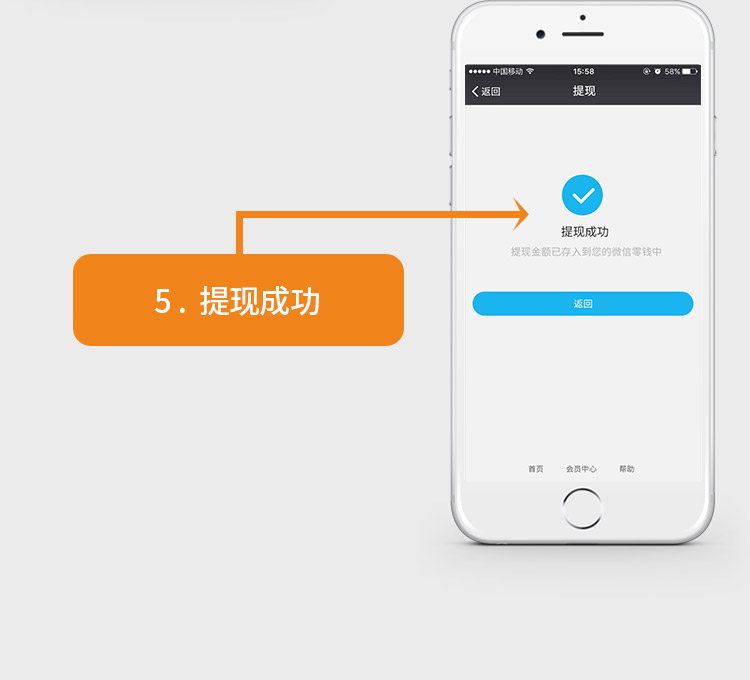 中国移动 15:58 58%
返回 提现
提现成功
提现金额已存入到您的微信零钱中
5. 提现成功
返回
首页 会员中心 帮助